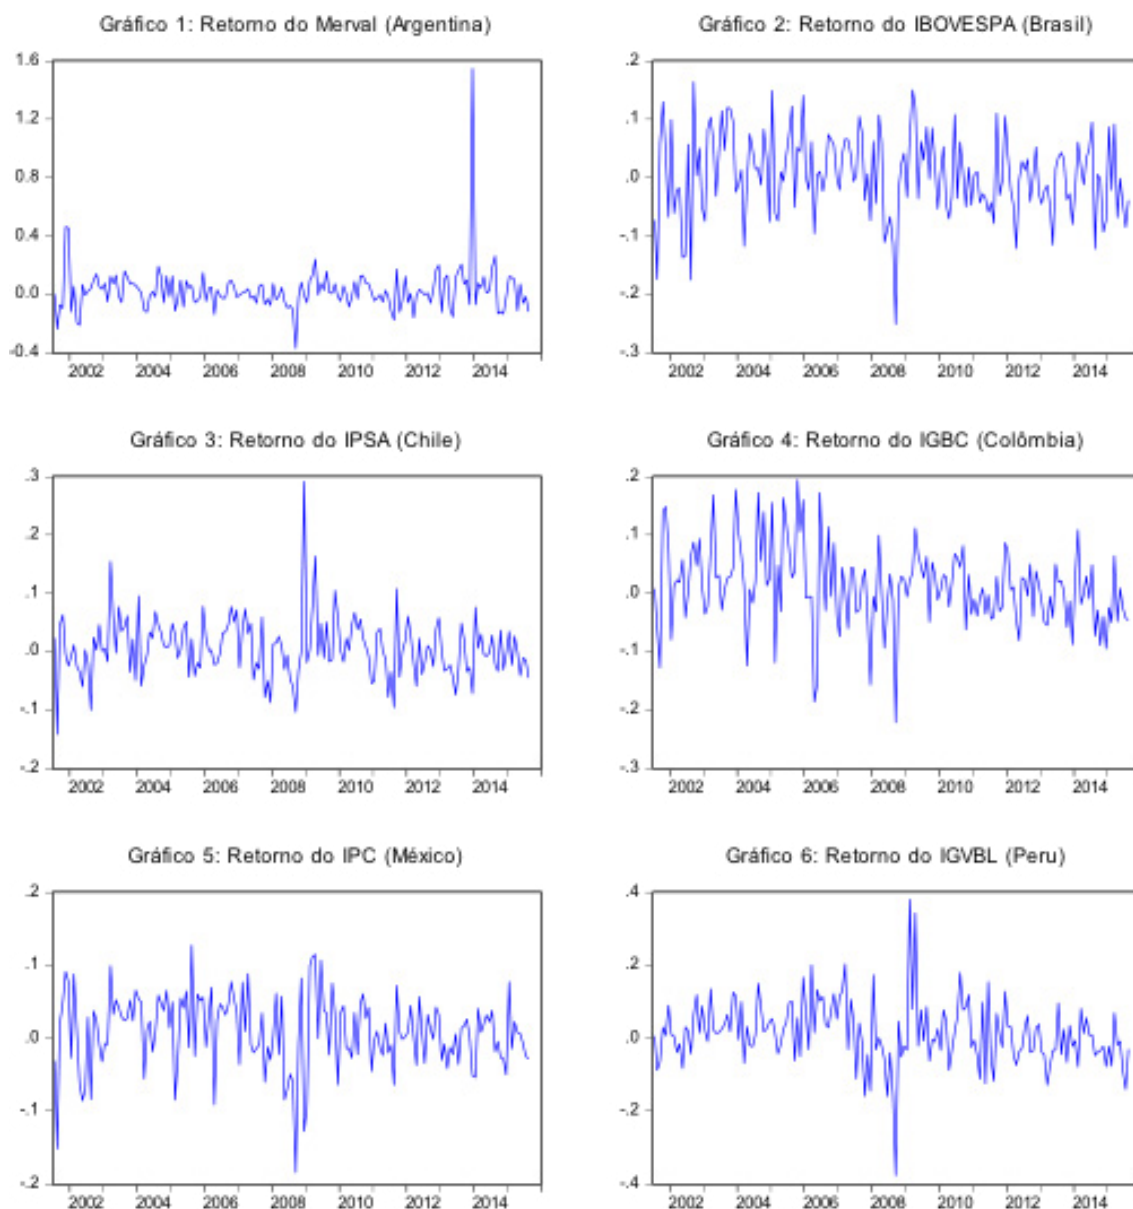 Gráfico 1: Retorno do Merval (Argentina)
1.6
1.2
0.8
0.4
0.0
-0.4
2002 2004 2006 2008 2010 2012 2014
Gráfico 2: Retorno do IBOVESPA (Brasil)
.2
.1
.0
-.1
-.2
-.3
2002 2004 2006 2008 2010 2012 2014
Gráfico 3: Retorno do IPSA (Chile)
.3
.2
.1
.0
-.1
-.2
2002 2004 2006 2008 2010 2012 2014
Gráfico 4: Retorno do IGBC (Colômbia)
.2
.1
.0
-.1
-.2
-.3
2002 2004 2006 2008 2010 2012 2014
Gráfico 5: Retorno do IPC (México)
.2
.1
.0
-.1
-.2
2002 2004 2006 2008 2010 2012 2014
Gráfico 6: Retorno do IGVBL (Peru)
.4
.2
.0
-.2
-.4
2002 2004 2006 2008 2010 2012 2014